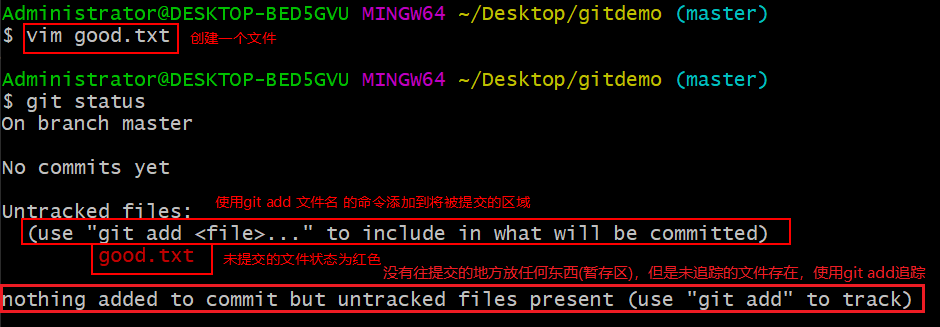 Administrator@DESKTOP-BED5GVU MINGW64 ~/Desktop/gitdemo (master)
$ vim good.txt 创建一个文件
Administrator@DESKTOP-BED5GVU MINGW64 ~/Desktop/gitdemo (master)
$ git status
On branch master
No commits yet
使用git add 文件名 的命令添加到将被提交的区域
Untracked files:
(use "git add <file>..." to include in what will be committed)
good.txt 未提交的文件状态为红色
没有往提交的地方放任何东西(暂存区)，但是未追踪的文件存在，使用git add追踪
nothing added to commit but untracked files present (use "git add" to track)